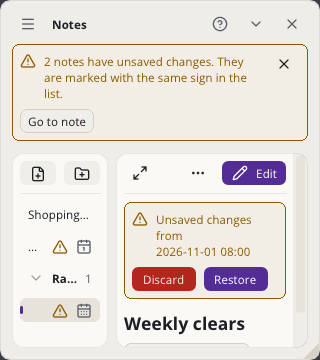 Notes
2 notes have unsaved changes. They
are marked with the same sign in the
list.
Go to note
Edit
Shopping...
...
Ra... 1
Unsaved changes
from
2026-11-01 08:00
Discard Restore
Weekly clears